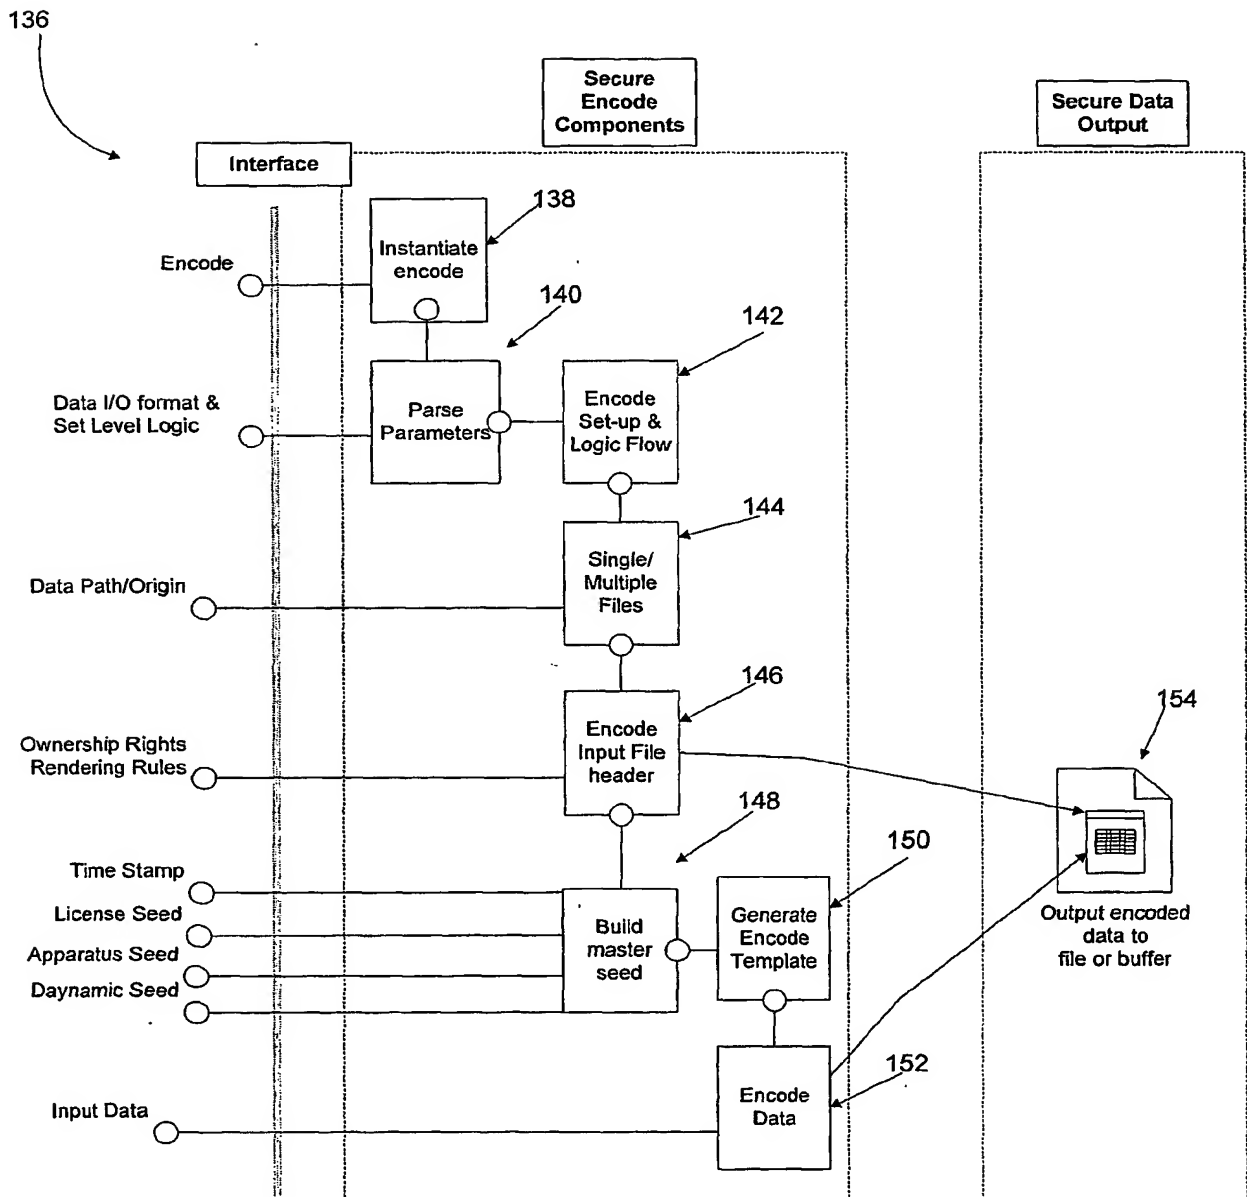 136
Secure
Encode
Components
Secure Data
Output
Interface
138
Instantiate
encode
Encode
140
142
Data I/O format &
Set Level Logic
Parse
Parameters
Encode
Set-up &
Logic Flow
144
Single/
Multiple
Files
Data Path/Origin
146
Encode
Input File
header
Ownership Rights
Rendering Rules
154
148
150
Time Stamp
License Seed
Apparatus Seed
Daynamic Seed
Build
master
seed
Generate
Encode
Template
Output encoded
data to
file or buffer
152
Encode
Data
Input Data